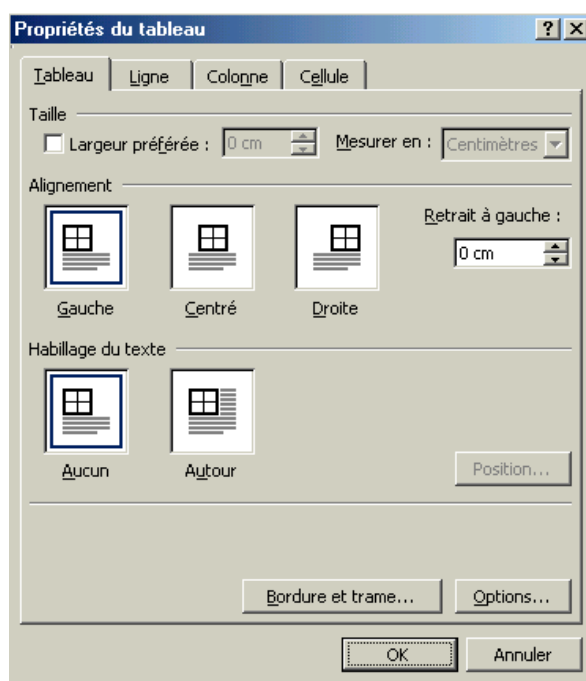 Propriétés du tableau
Tableau Ligne Colonne Cellule
Taille
Largeur préférée : 0 cm Mesurer en : Centimètres
Alignement
Retrait à gauche :
0 cm
Gauche Centré Droite
Habillage du texte
Aucun Autour Position...
Bordure et trame... Options...
OK Annuler